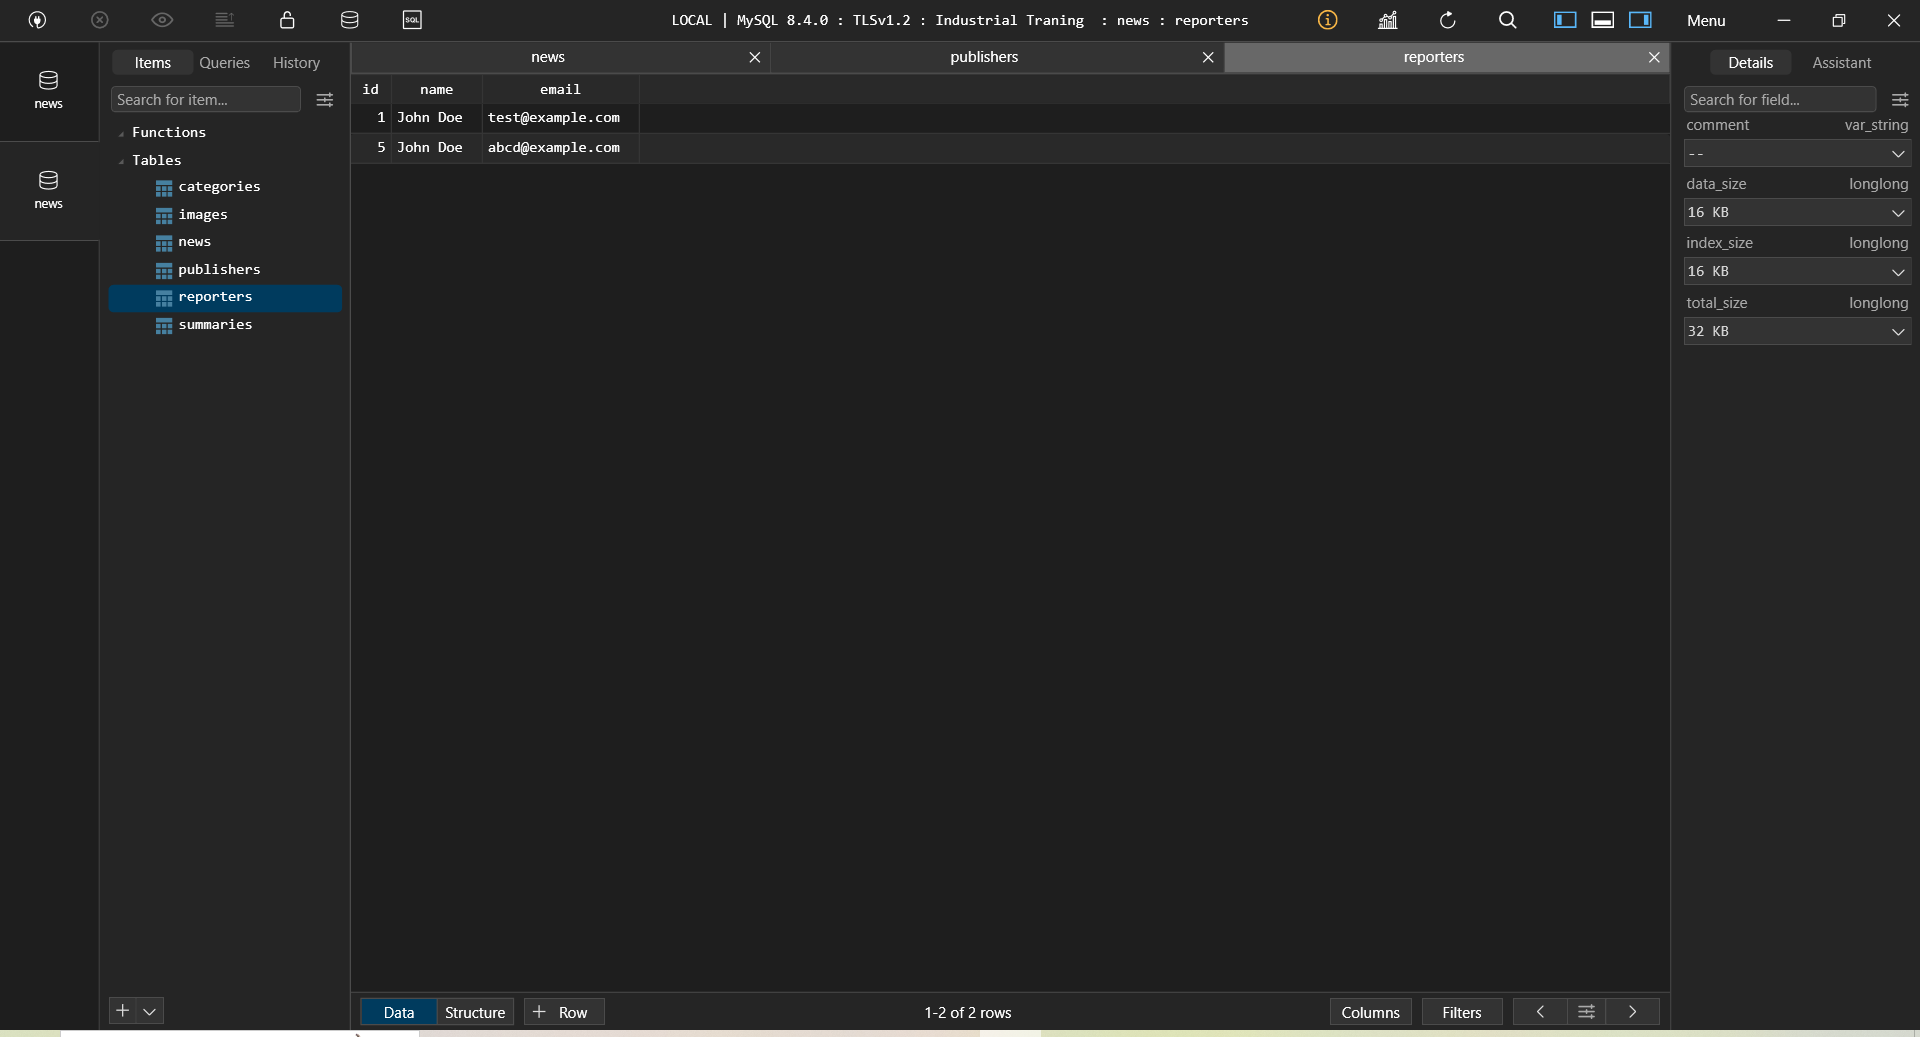 SQL
LOCAL | MySQL 8.4.0 : TLSv1.2 : Industrial Traning : news : reporters
Menu
news
news
Items Queries History
Search for item...
Functions
Tables
categories
images
news
publishers
reporters
summaries
news publishers reporters
id name email
1 John Doe test@example.com
5 John Doe abcd@example.com
Data Structure + Row
1-2 of 2 rows
Columns Filters
Details Assistant
Search for field...
comment var_string
--
data_size longlong
16 KB
index_size longlong
16 KB
total_size longlong
32 KB